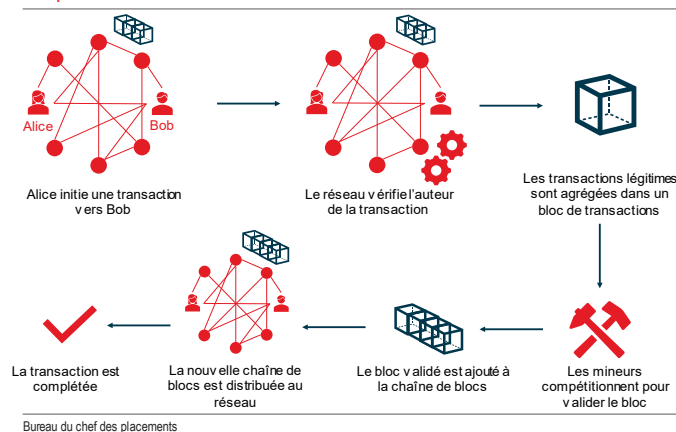 Alice
Bob
Alice initie une transaction
vers Bob
Le réseau vérifie l'auteur
de la transaction
Les transactions légitimes
sont agrégées dans un
bloc de transactions
La transaction est
complétée
La nouvelle chaîne de
blocs est distribuée au
réseau
Le bloc validé est ajouté à
la chaîne de blocs
Les mineurs
compétitionnent pour
valider le bloc
Bureau du chef des placements